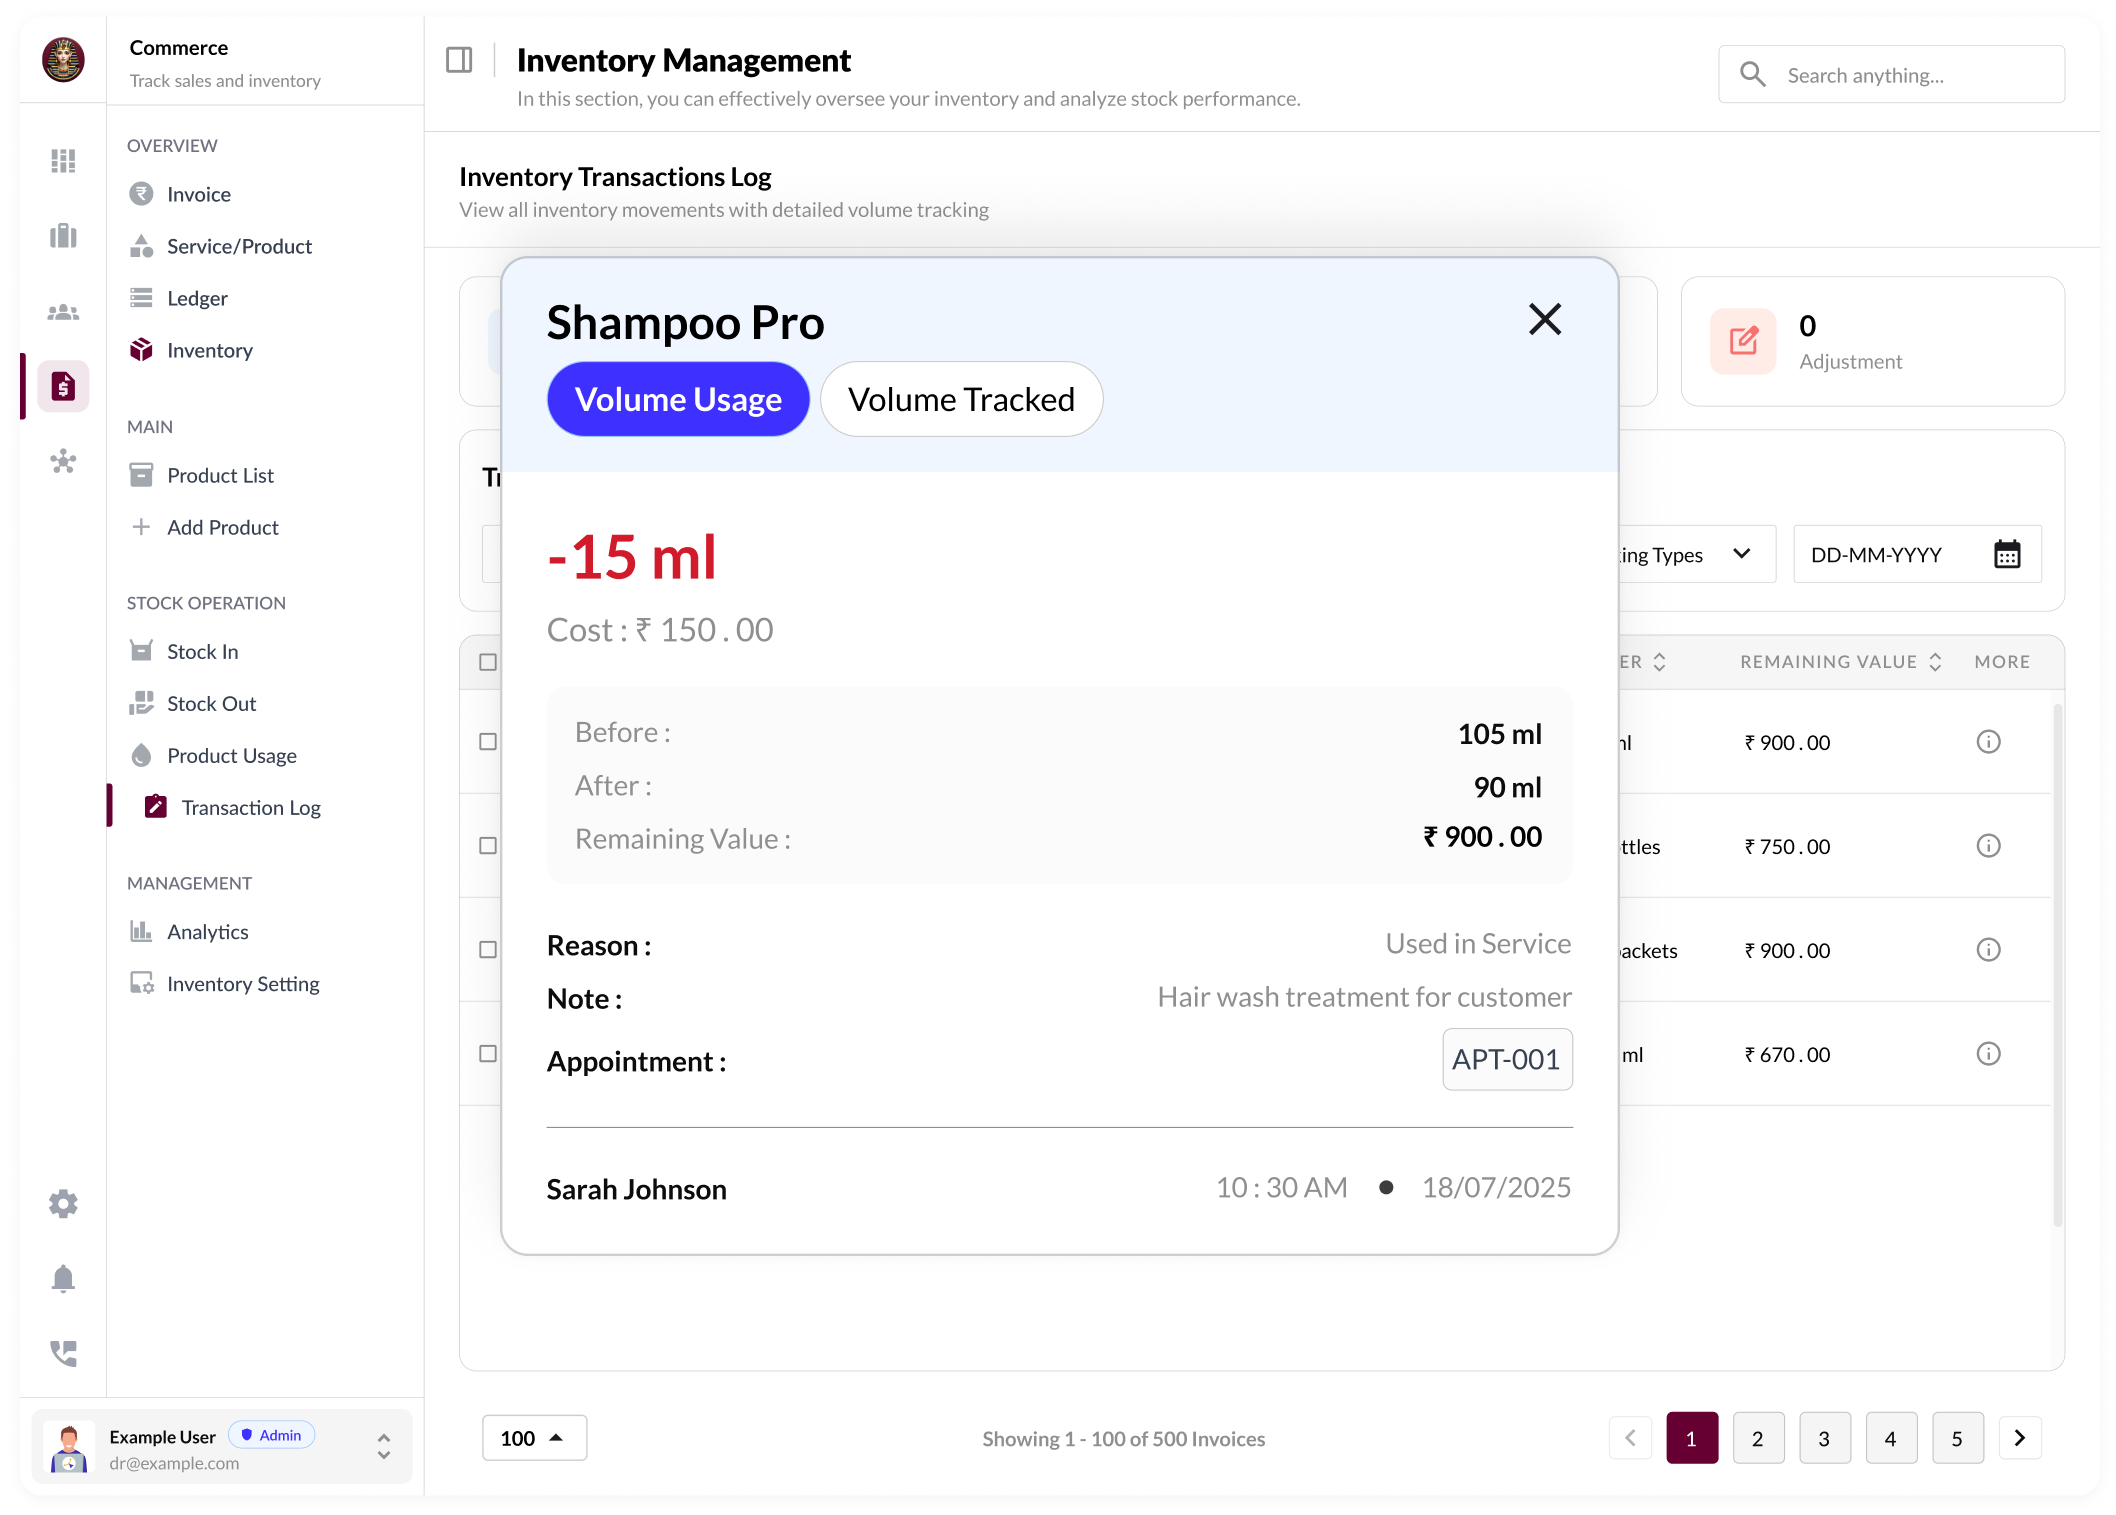 Commerce
Track sales and inventory
OVERVIEW
Invoice
Service/Product
Ledger
Inventory
MAIN
Product List
Add Product
STOCK OPERATION
Stock In
Stock Out
Product Usage
Transaction Log
MANAGEMENT
Analytics
Inventory Setting
Example User
Admin
dr@example.com
Inventory Management
In this section, you can effectively oversee your inventory and analyze stock performance.
Search anything...
Inventory Transactions Log
View all inventory movements with detailed volume tracking
0
Adjustment
Types
DD-MM-YYYY
REMAINING VALUE
MORE
₹ 900 . 00
₹ 750 . 00
₹ 900 . 00
ml
₹ 670 . 00
Shampoo Pro
Volume Usage
Volume Tracked
-15 ml
Cost : ₹ 150 . 00
Before :
105 ml
After :
90 ml
Remaining Value :
₹ 900 . 00
Reason :
Used in Service
Note :
Hair wash treatment for customer
Appointment :
APT-001
Sarah Johnson
10 : 30 AM
18/07/2025
100
Showing 1 - 100 of 500 Invoices
1
2
3
4
5